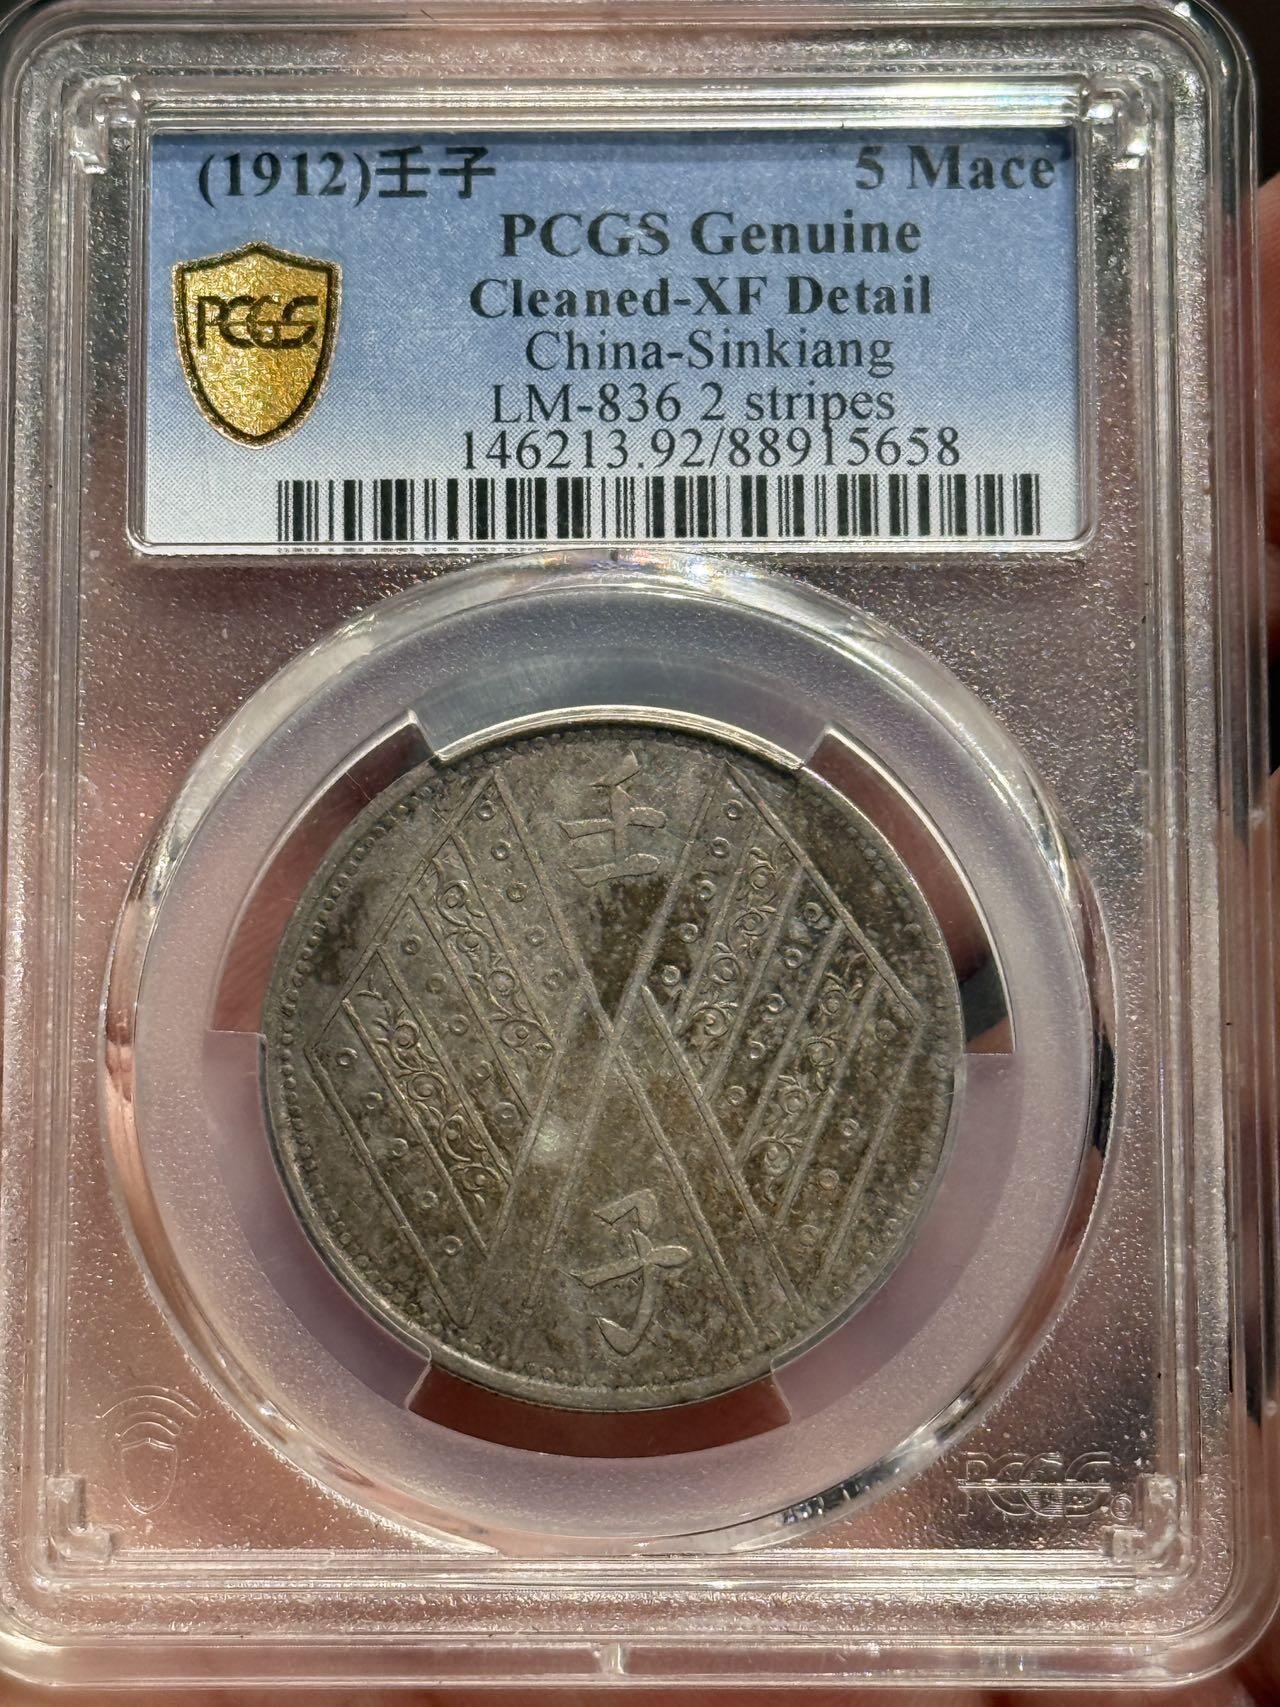 (1912)壬子 5 Mace
PCGS Genuine
Cleaned-XF Detail
China-Sinkiang
LM-836 2 stripes
146213.92/88915658
PCGS
壬
子
PCGS